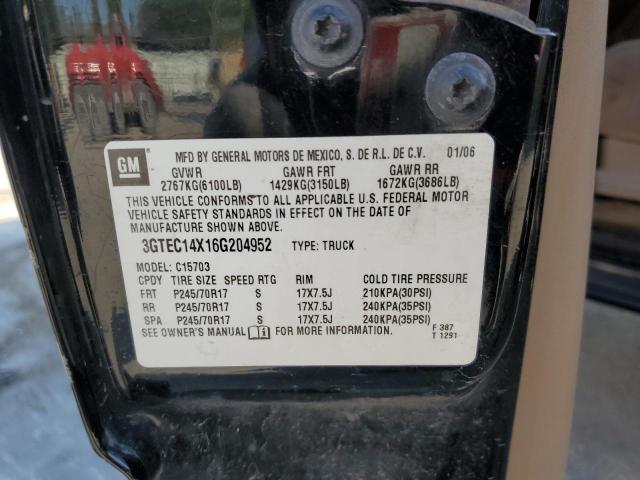 GM
MFD BY GENERAL MOTORS DE MEXICO, S. DE R.L. DE C.V. 01/06
GVWR GAWR FRT GAWR RR
2767KG(6100LB) 1429KG(3150LB) 1672KG(3686LB)
THIS VEHICLE CONFORMS TO ALL APPLICABLE U.S. FEDERAL MOTOR
VEHICLE SAFETY STANDARDS IN EFFECT ON THE DATE OF
MANUFACTURE SHOWN ABOVE.
3GTEC14X16G204952 TYPE: TRUCK
MODEL: C15703
CPDY TIRE SIZE SPEED RTG RIM COLD TIRE PRESSURE
FRT P245/70R17 S 17X7.5J 210KPA(30PSI)
RR P245/70R17 S 17X7.5J 240KPA(35PSI)
SPA P245/70R17 S 17X7.5J 240KPA(35PSI)
SEE OWNER'S MANUAL FOR MORE INFORMATION.
F 387
T 1291